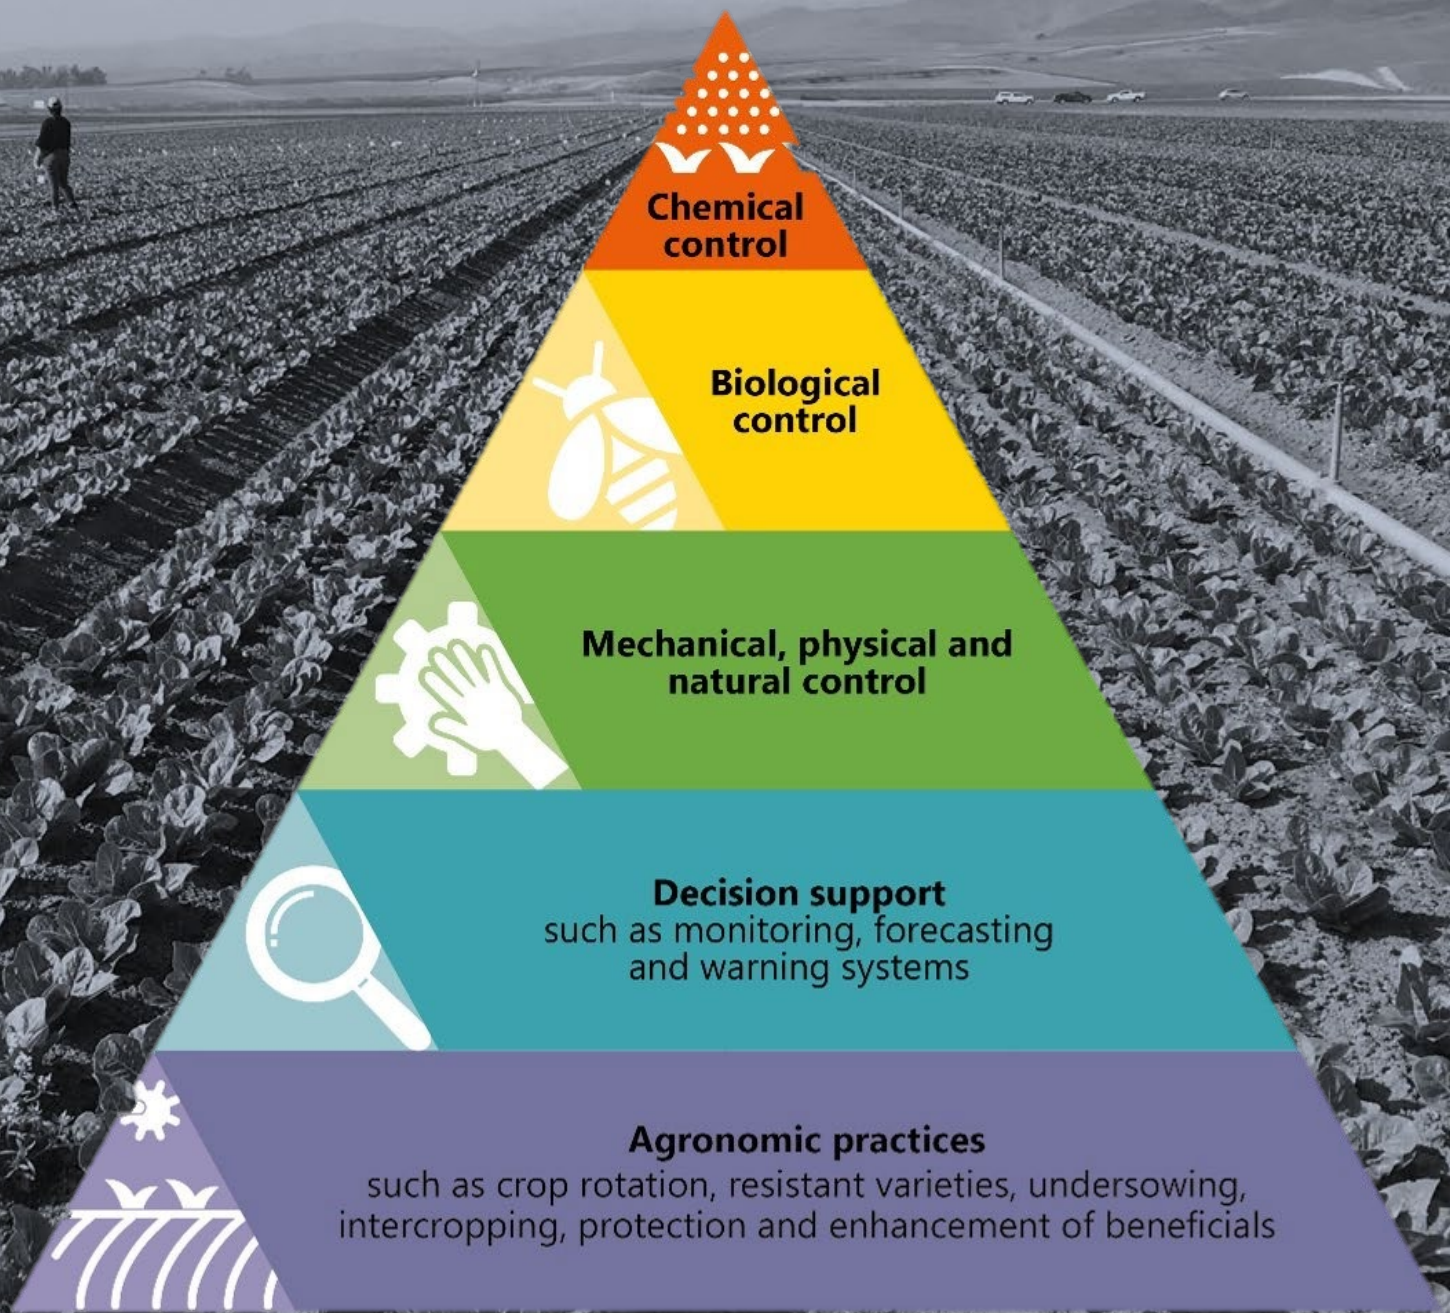 Chemical
control
Biological
control
Mechanical, physical and
natural control
Decision support
such as monitoring, forecasting
and warning systems
Agronomic practices
such as crop rotation, resistant varieties, undersowing,
intercropping, protection and enhancement of beneficials